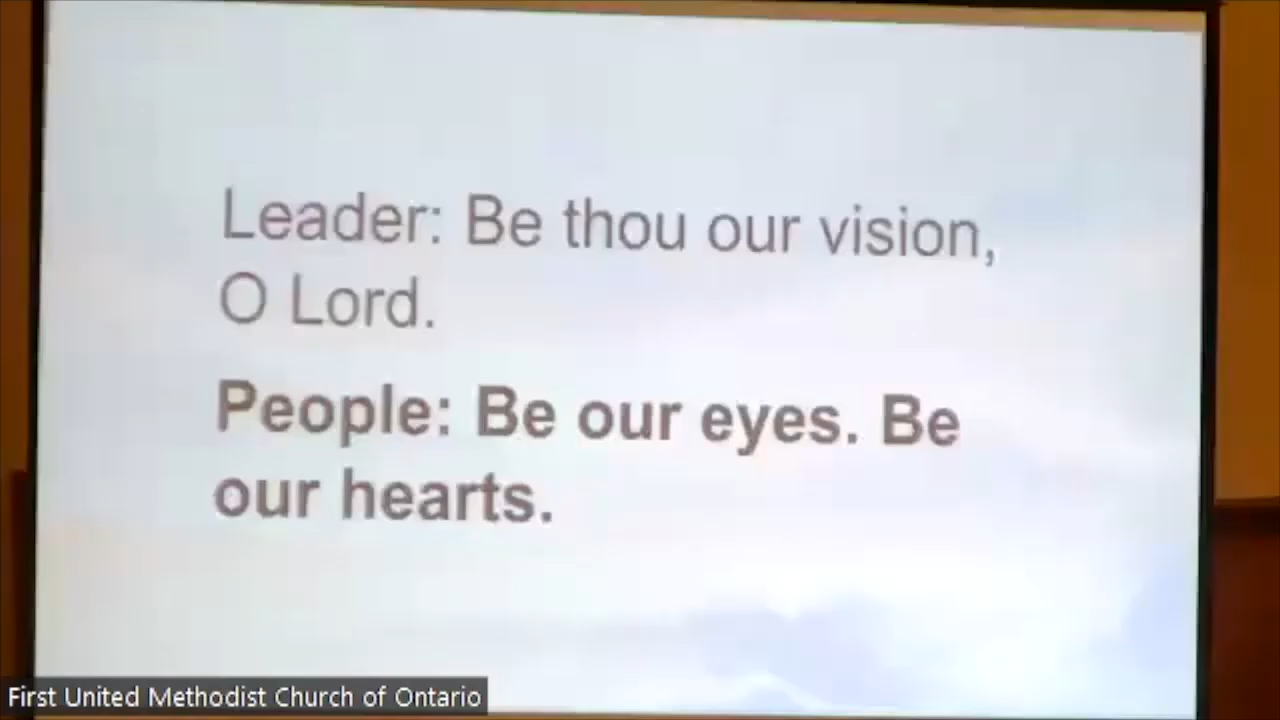 Leader: Be thou our vision,
O Lord.
People: Be our eyes. Be
our hearts.
First United Methodist Church of Ontario